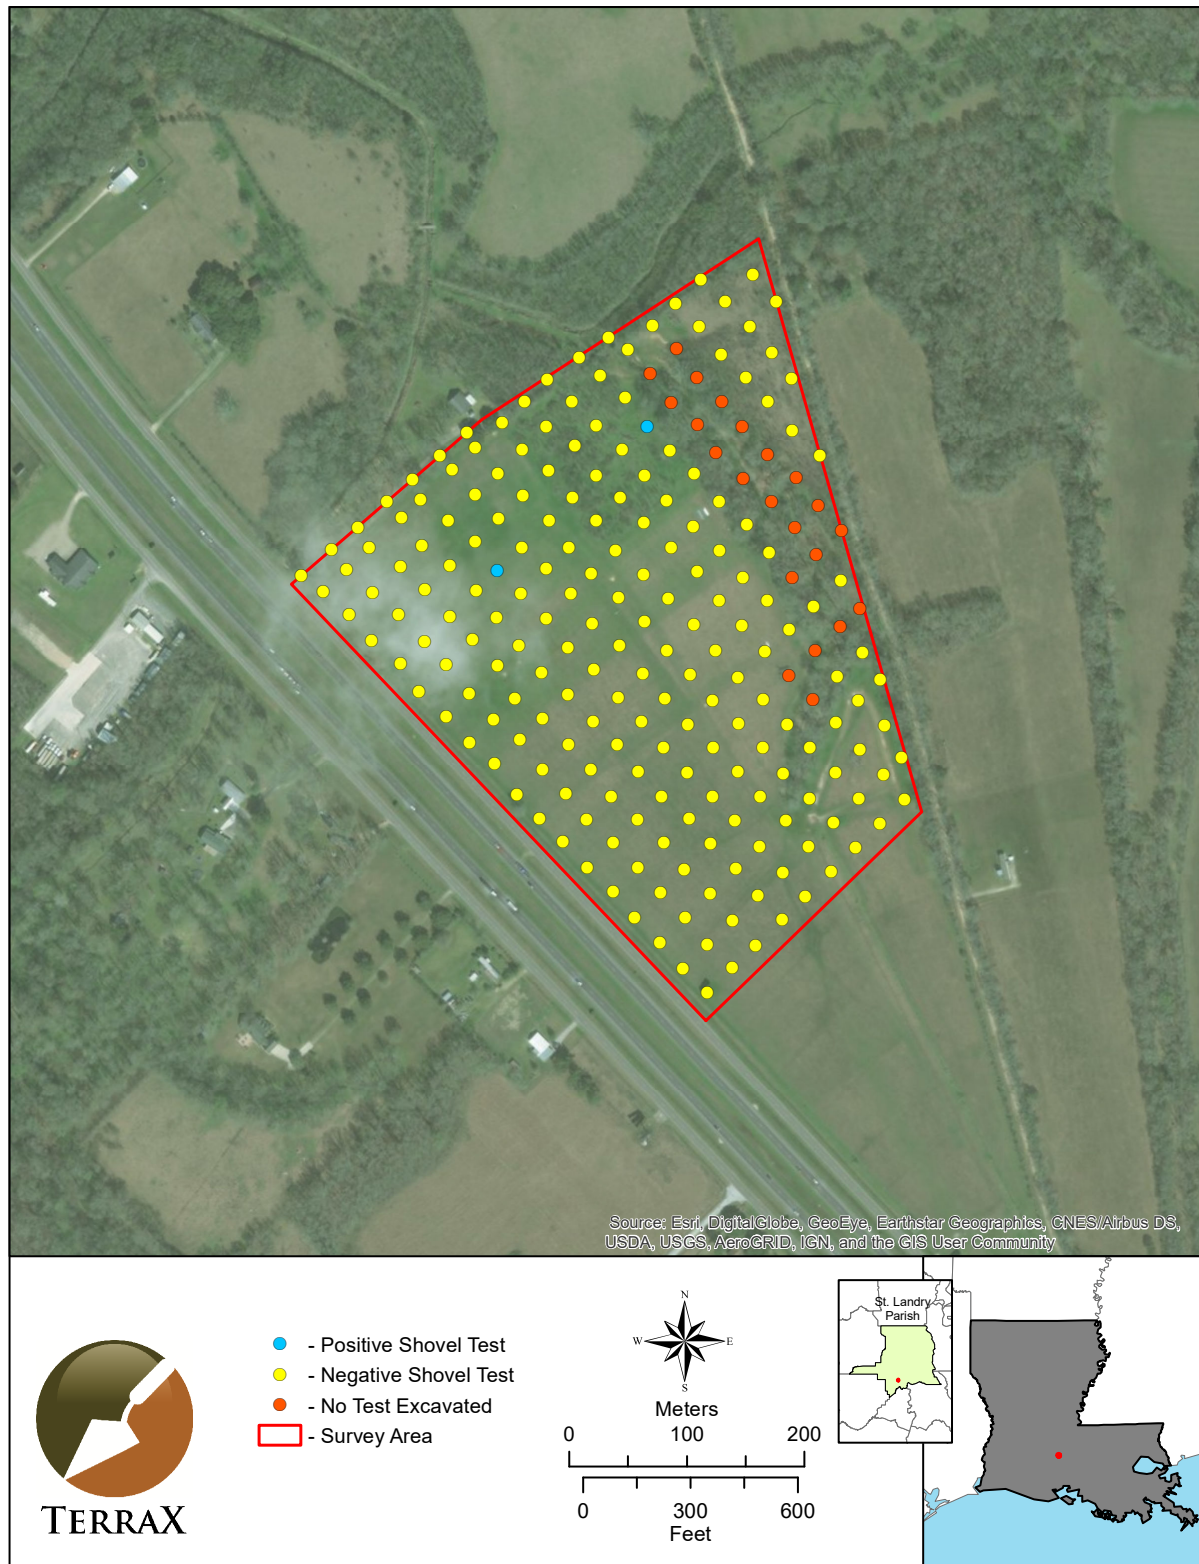 Source: Esri, DigitalGlobe, GeoEye, Earthstar Geographics, CNES/Airbus DS,
USDA, USGS, AeroGRID, IGN, and the GIS User Community
TERRAX
- Positive Shovel Test
- Negative Shovel Test
- No Test Excavated
- Survey Area
N
W E
S
Meters
0 100 200
0 300 600
Feet
St. Landry
Parish